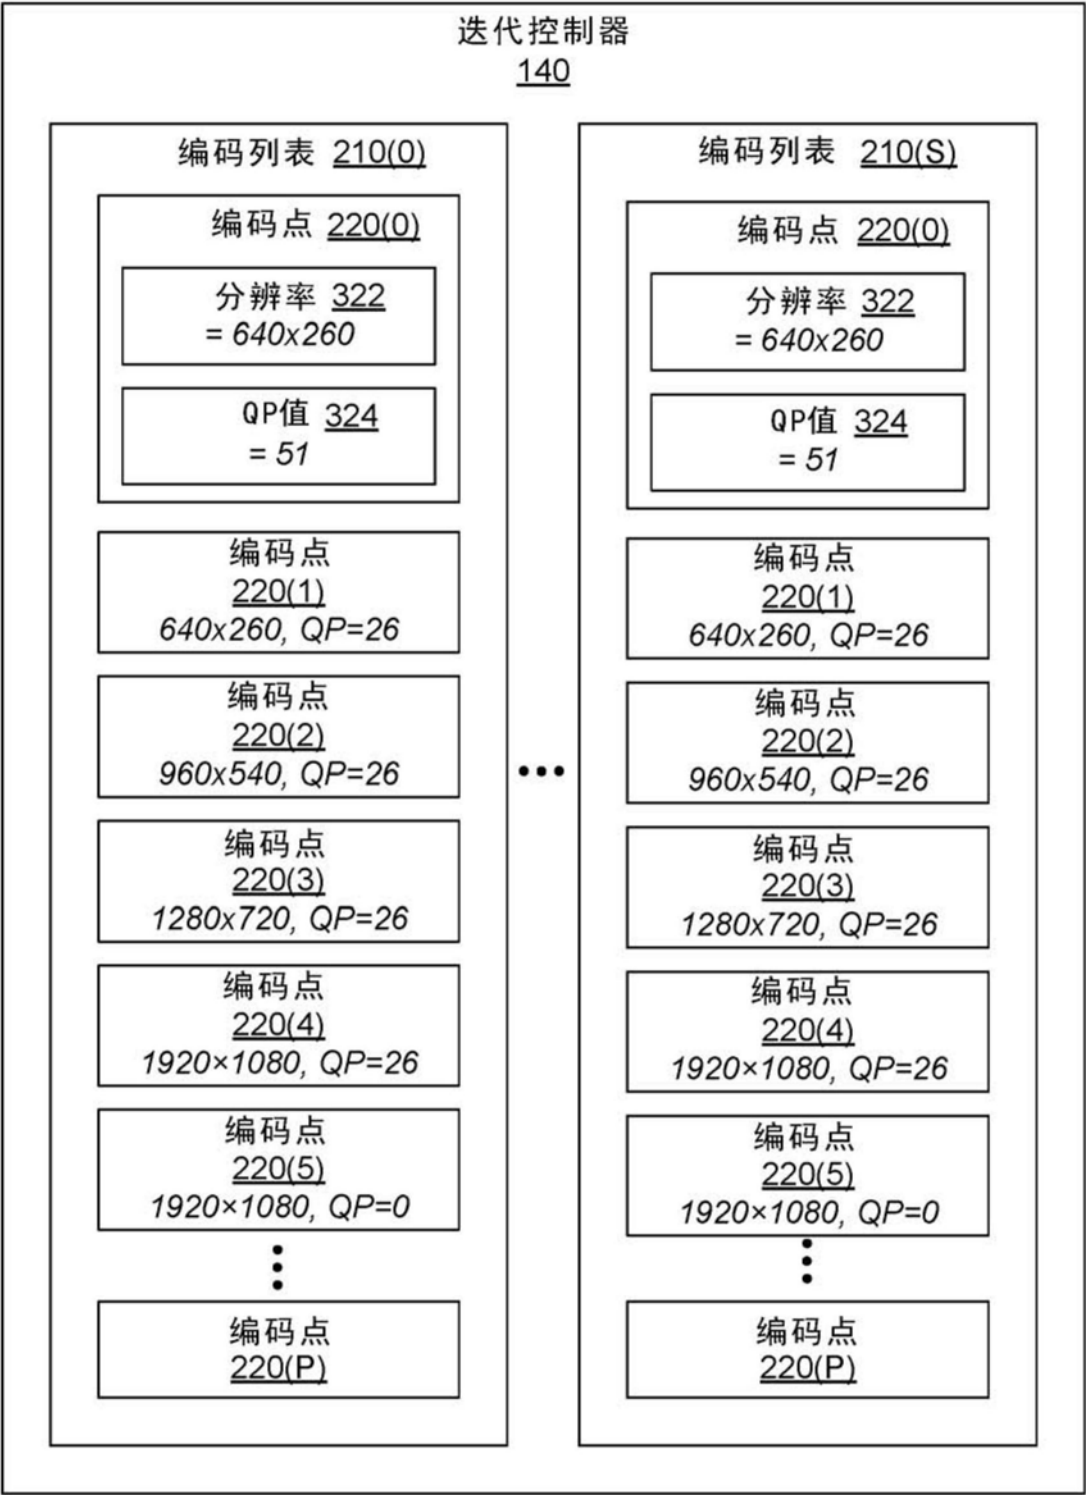 迭代控制器
140
编码列表 210(0)
编码点 220(0)
分辨率 322
= 640x260
QP值 324
= 51
编码点
220(1)
640x260, QP=26
编码点
220(2)
960x540, QP=26
编码点
220(3)
1280x720, QP=26
编码点
220(4)
1920×1080, QP=26
编码点
220(5)
1920×1080, QP=0
编码点
220(P)
编码列表 210(S)
编码点 220(0)
分辨率 322
= 640x260
QP值 324
= 51
编码点
220(1)
640x260, QP=26
编码点
220(2)
960x540, QP=26
编码点
220(3)
1280x720, QP=26
编码点
220(4)
1920×1080, QP=26
编码点
220(5)
1920×1080, QP=0
编码点
220(P)